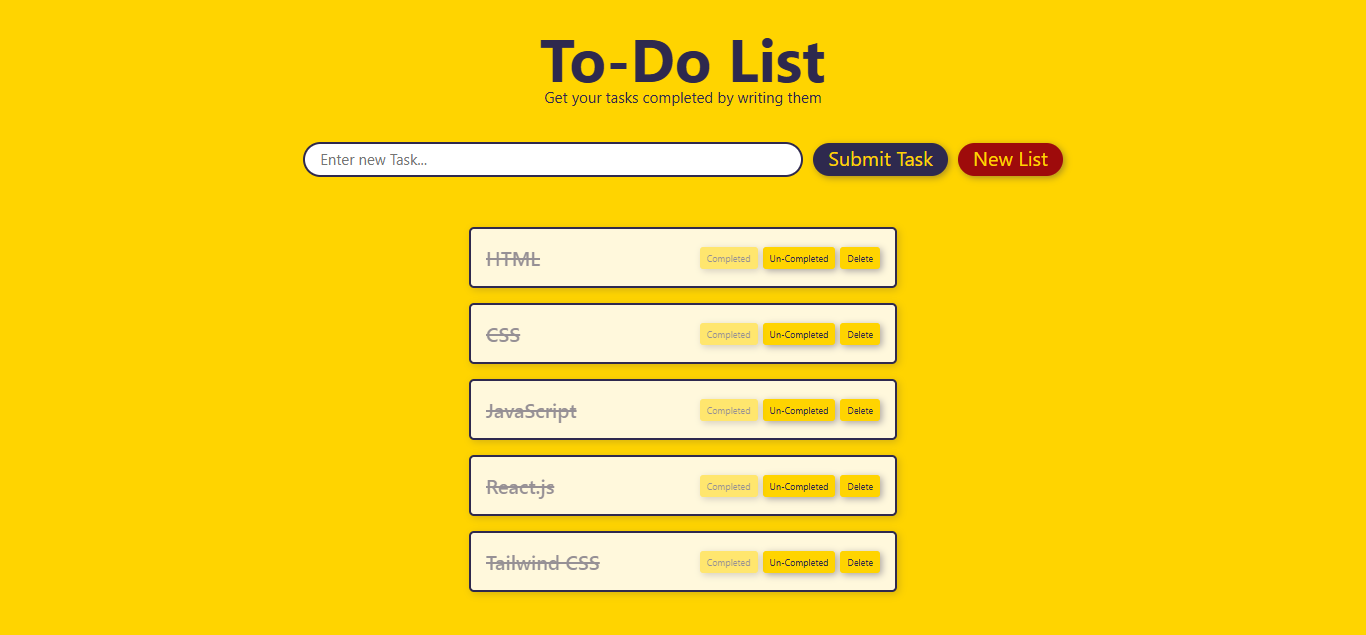 To-Do List
Get your tasks completed by writing them
Enter new Task... Submit Task New List
HTML Completed Un-Completed Delete
CSS Completed Un-Completed Delete
JavaScript Completed Un-Completed Delete
React.js Completed Un-Completed Delete
Tailwind CSS Completed Un-Completed Delete